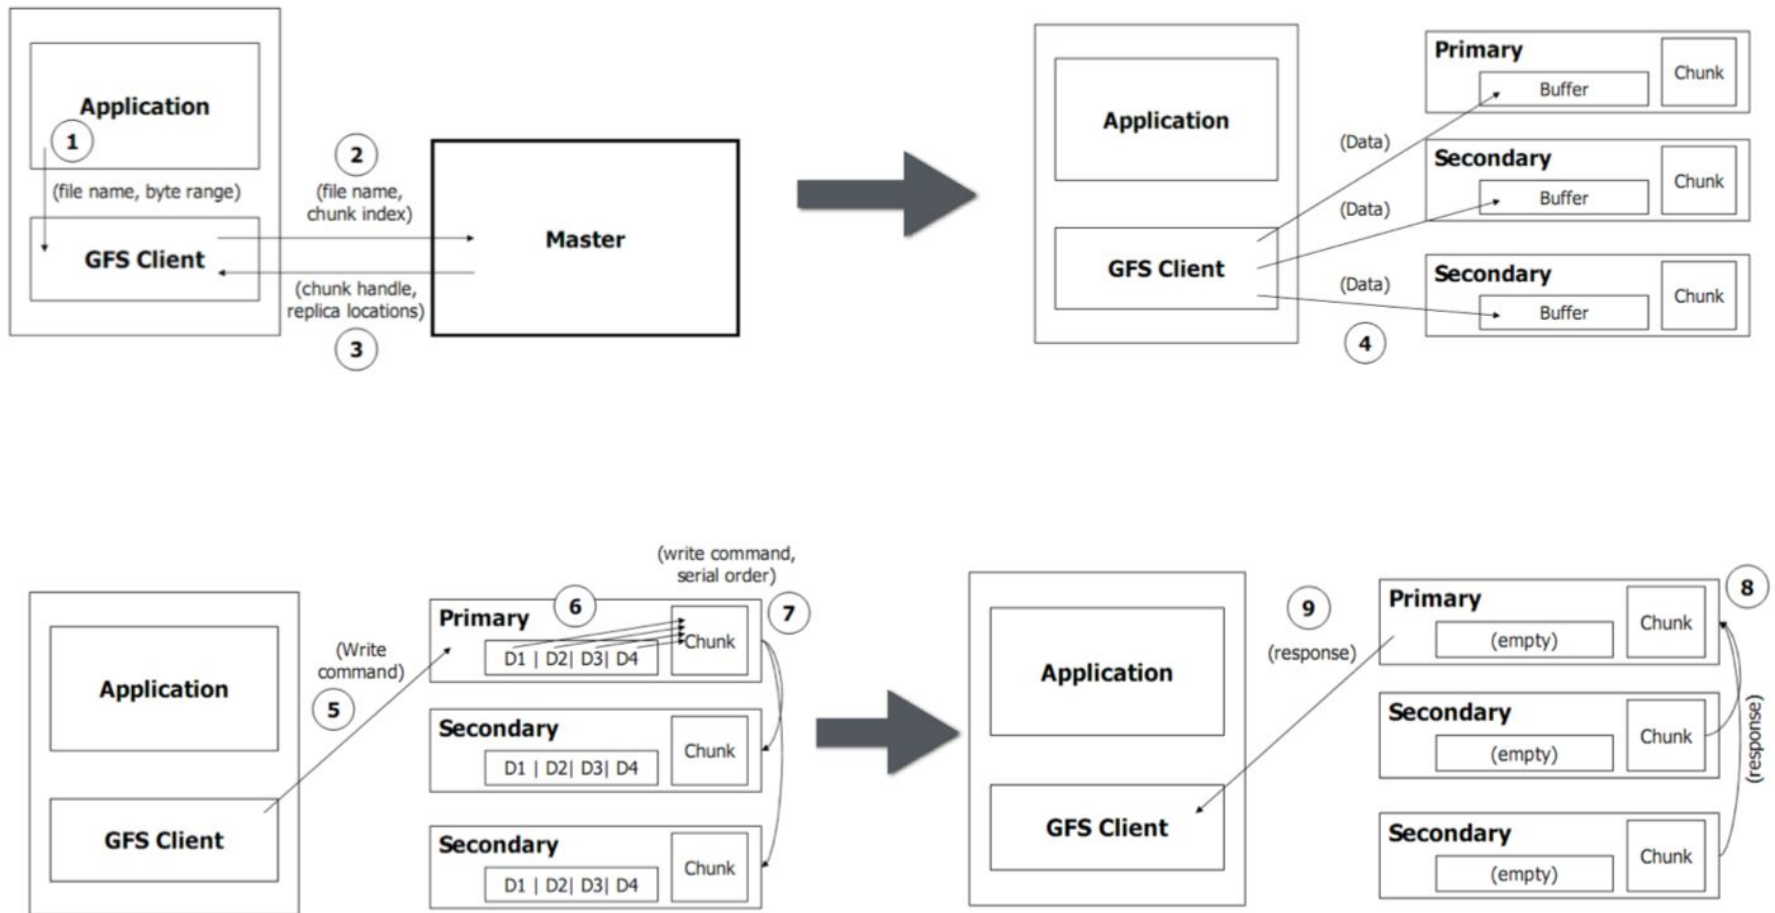 Application
1
(file name, byte range)
GFS Client
2
(file name,
chunk index)
Master
(chunk handle,
replica locations)
3
Application
GFS Client
(Data)
(Data)
(Data)
4
Primary
Buffer
Chunk
Secondary
Buffer
Chunk
Secondary
Buffer
Chunk
Application
GFS Client
(Write
command)
5
(write command,
serial order)
6
7
Primary
D1 | D2| D3| D4
Chunk
Secondary
D1 | D2| D3| D4
Chunk
Secondary
D1 | D2| D3| D4
Chunk
Application
GFS Client
9
(response)
8
Primary
(empty)
Chunk
Secondary
(empty)
Chunk
Secondary
(empty)
Chunk
(response)